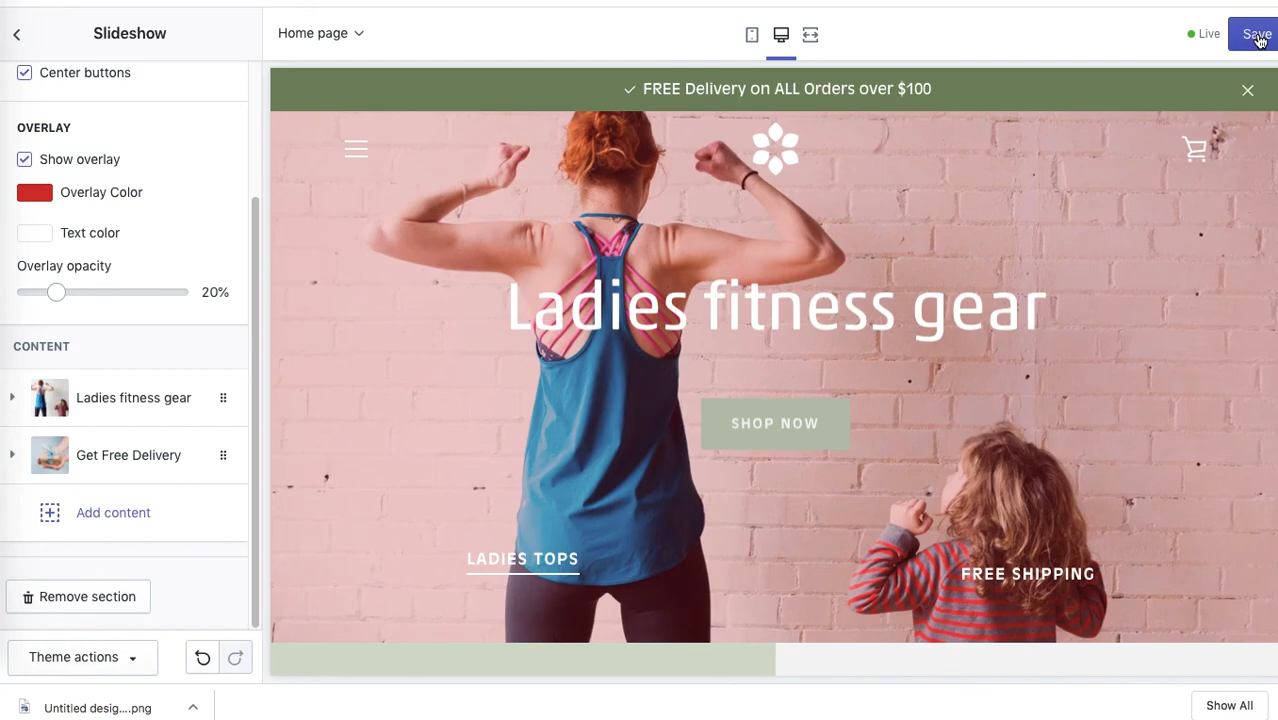 Slideshow
Home page
Live
Save
Center buttons
OVERLAY
Show overlay
Overlay Color
Text color
Overlay opacity
20%
CONTENT
Ladies fitness gear
Get Free Delivery
Add content
Remove section
Theme actions
FREE Delivery on ALL Orders over $100
Ladies fitness gear
SHOP NOW
LADIES TOPS
FREE SHIPPING
Untitled desig....png
Show All